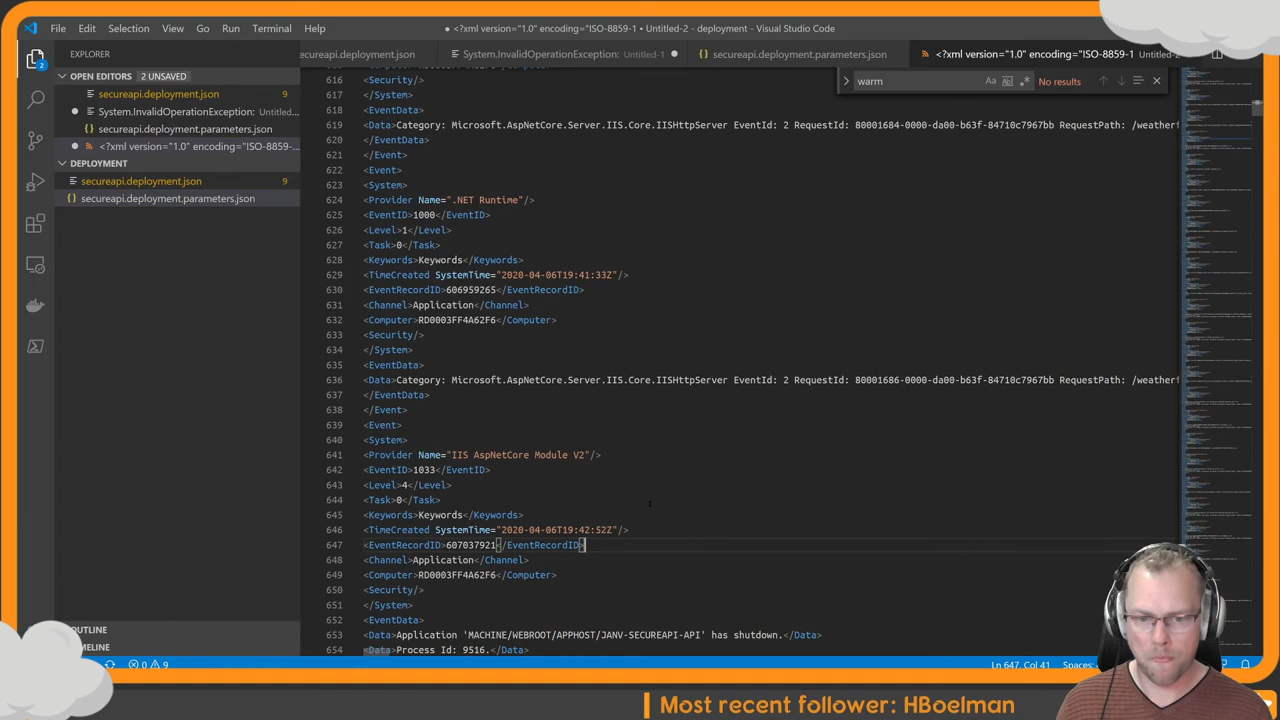 File Edit Selection View Go Run Terminal Help
<?xml version="1.0" encoding="ISO-8859-1 • Untitled-2 - deployment - Visual Studio Code
EXPLORER
ecureapi.deployment.json
System.InvalidOperationException: Untitled-1
secureapi.deployment.parameters.json
<?xml version="1.0" encoding="ISO-8859-1
OPEN EDITORS 2 UNSAVED
secureapi.deployment.json 9
System.InvalidOperationException: Untitled...
secureapi.deployment.parameters.json
<?xml version="1.0" encoding="ISO-8859-...
DEPLOYMENT
secureapi.deployment.json 9
secureapi.deployment.parameters.json
OUTLINE
TIMELINE
2
warm
Aa
No results
616 <Security/>
617 </System>
618 <EventData>
619 <Data>Category: Microsoft.AspNetCore.Server.IIS.Core.IISHttpServer EventId: 2 RequestId: 80001684-0000-da00-b63f-84710c7967bb RequestPath: /weatherf
620 </EventData>
621 </Event>
622 <Event>
623 <System>
624 <Provider Name=".NET Runtime"/>
625 <EventID>1000</EventID>
626 <Level>1</Level>
627 <Task>0</Task>
628 <Keywords>Keywords</Keywords>
629 <TimeCreated SystemTime="2020-04-06T19:41:33Z"/>
630 <EventRecordID>606959265</EventRecordID>
631 <Channel>Application</Channel>
632 <Computer>RD0003FF4A62F6</Computer>
633 <Security/>
634 </System>
635 <EventData>
636 <Data>Category: Microsoft.AspNetCore.Server.IIS.Core.IISHttpServer EventId: 2 RequestId: 80001686-0000-da00-b63f-84710c7967bb RequestPath: /weatherf
637 </EventData>
638 </Event>
639 <Event>
640 <System>
641 <Provider Name="IIS AspNetCore Module V2"/>
642 <EventID>1033</EventID>
643 <Level>4</Level>
644 <Task>0</Task>
645 <Keywords>Keywords</Keywords>
646 <TimeCreated SystemTime="2020-04-06T19:42:52Z"/>
647 <EventRecordID>607037921</EventRecordID>
648 <Channel>Application</Channel>
649 <Computer>RD0003FF4A62F6</Computer>
650 <Security/>
651 </System>
652 <EventData>
653 <Data>Application 'MACHINE/WEBROOT/APPHOST/JANV-SECUREAPI-API' has shutdown.</Data>
654 <Data>Process Id: 9516.</Data>
0 9
Ln 647, Col 41 Spaces:
Most recent follower: HBoelman